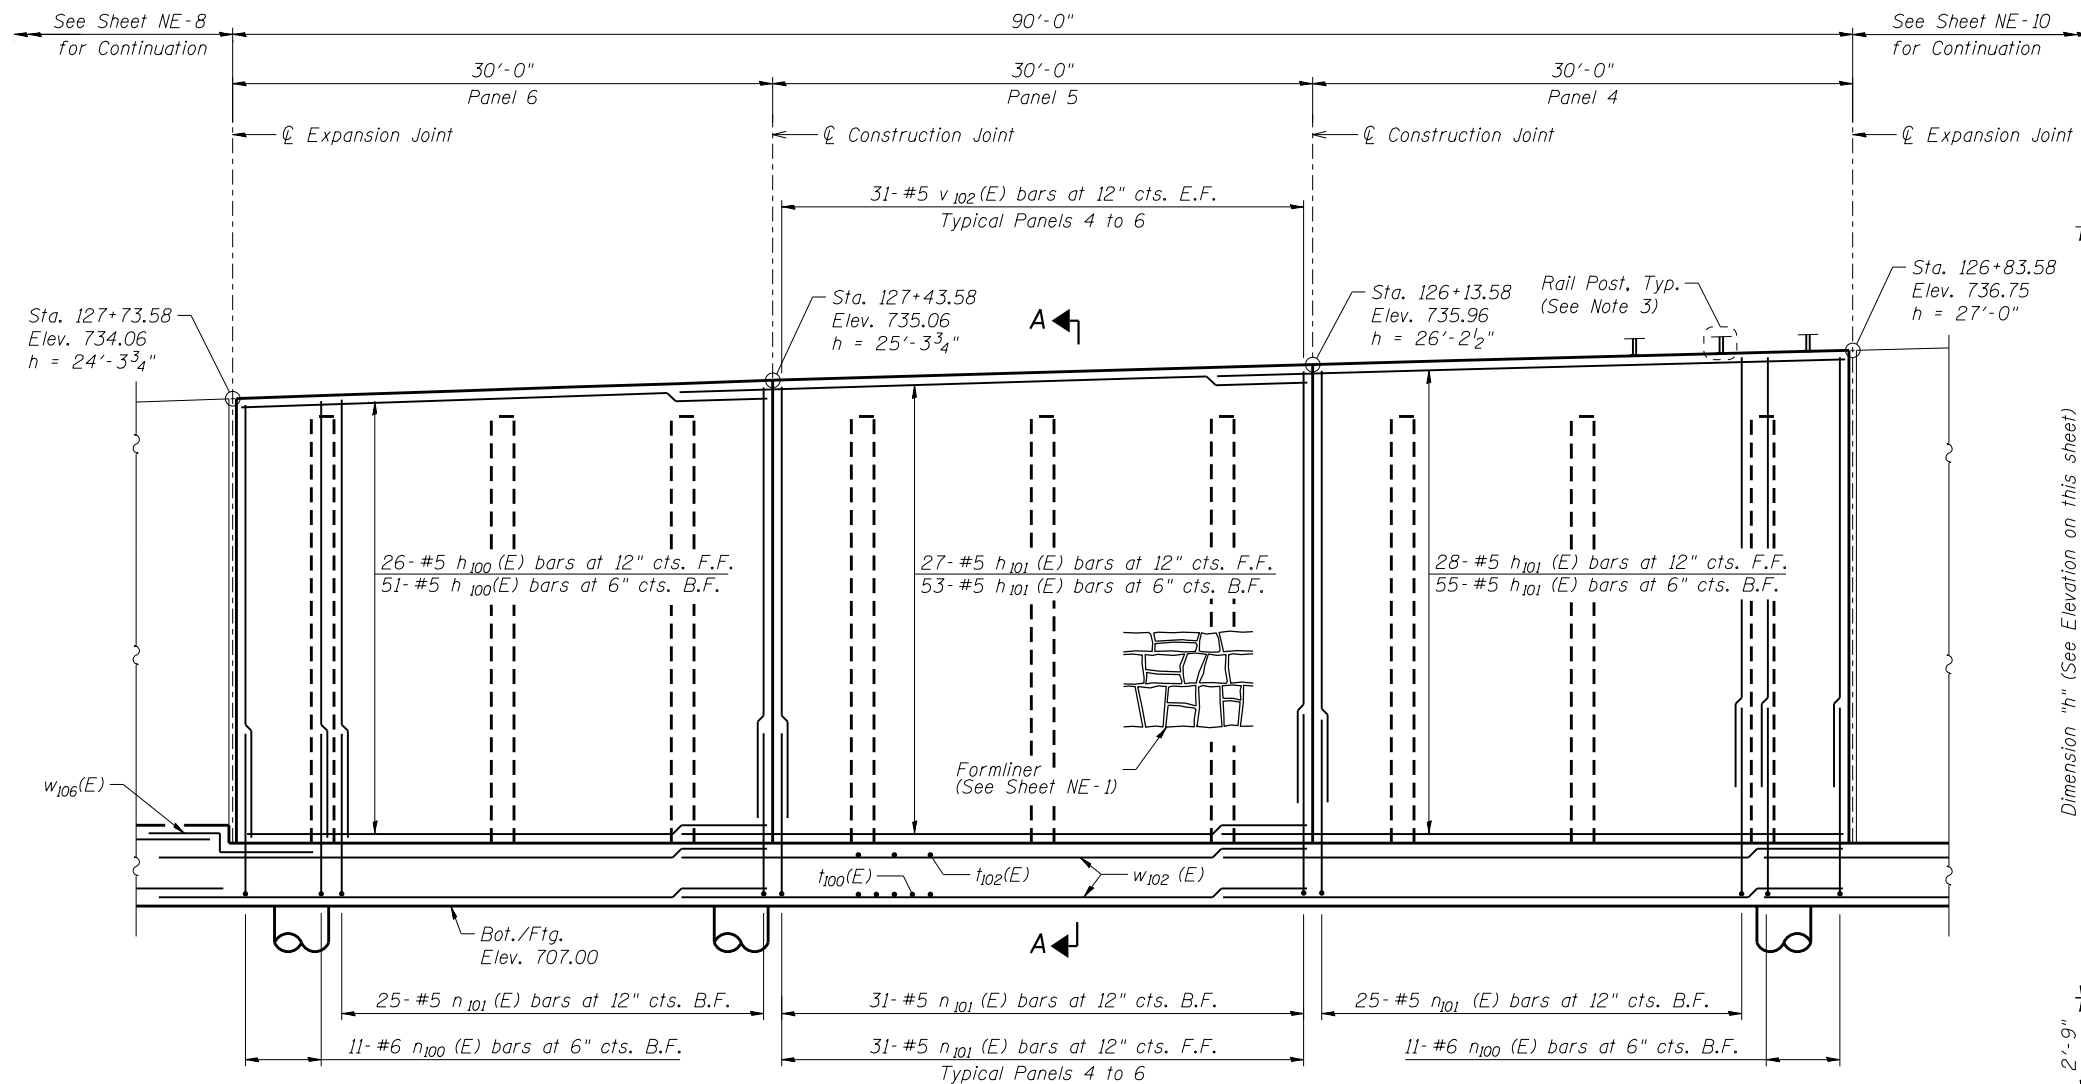 See Sheet NE-8
for Continuation
90'-0"
See Sheet NE-10
for Continuation
30'-0"
Panel 6
30'-0"
Panel 5
30'-0"
Panel 4
℄ Expansion Joint
℄ Construction Joint
℄ Construction Joint
℄ Expansion Joint
31-#5 v102(E) bars at 12" cts. E.F.
Typical Panels 4 to 6
Sta. 127+73.58
Elev. 734.06
h = 24'-3¾"
Sta. 127+43.58
Elev. 735.06
h = 25'-3¾"
A
Sta. 126+13.58
Elev. 735.96
h = 26'-2½"
Rail Post, Typ.
(See Note 3)
Sta. 126+83.58
Elev. 736.75
h = 27'-0"
26-#5 h100(E) bars at 12" cts. F.F.
51-#5 h100(E) bars at 6" cts. B.F.
27-#5 h101(E) bars at 12" cts. F.F.
53-#5 h101(E) bars at 6" cts. B.F.
28-#5 h101(E) bars at 12" cts. F.F.
55-#5 h101(E) bars at 6" cts. B.F.
Dimension "h" (See Elevation on this sheet)
Formliner
(See Sheet NE-1)
w106(E)
t100(E)
t102(E)
w102(E)
Bot./Ftg.
Elev. 707.00
A
25-#5 n101(E) bars at 12" cts. B.F.
31-#5 n101(E) bars at 12" cts. B.F.
25-#5 n101(E) bars at 12" cts. B.F.
11-#6 n100(E) bars at 6" cts. B.F.
31-#5 n101(E) bars at 12" cts. F.F.
Typical Panels 4 to 6
11-#6 n100(E) bars at 6" cts. B.F.
2'-9"